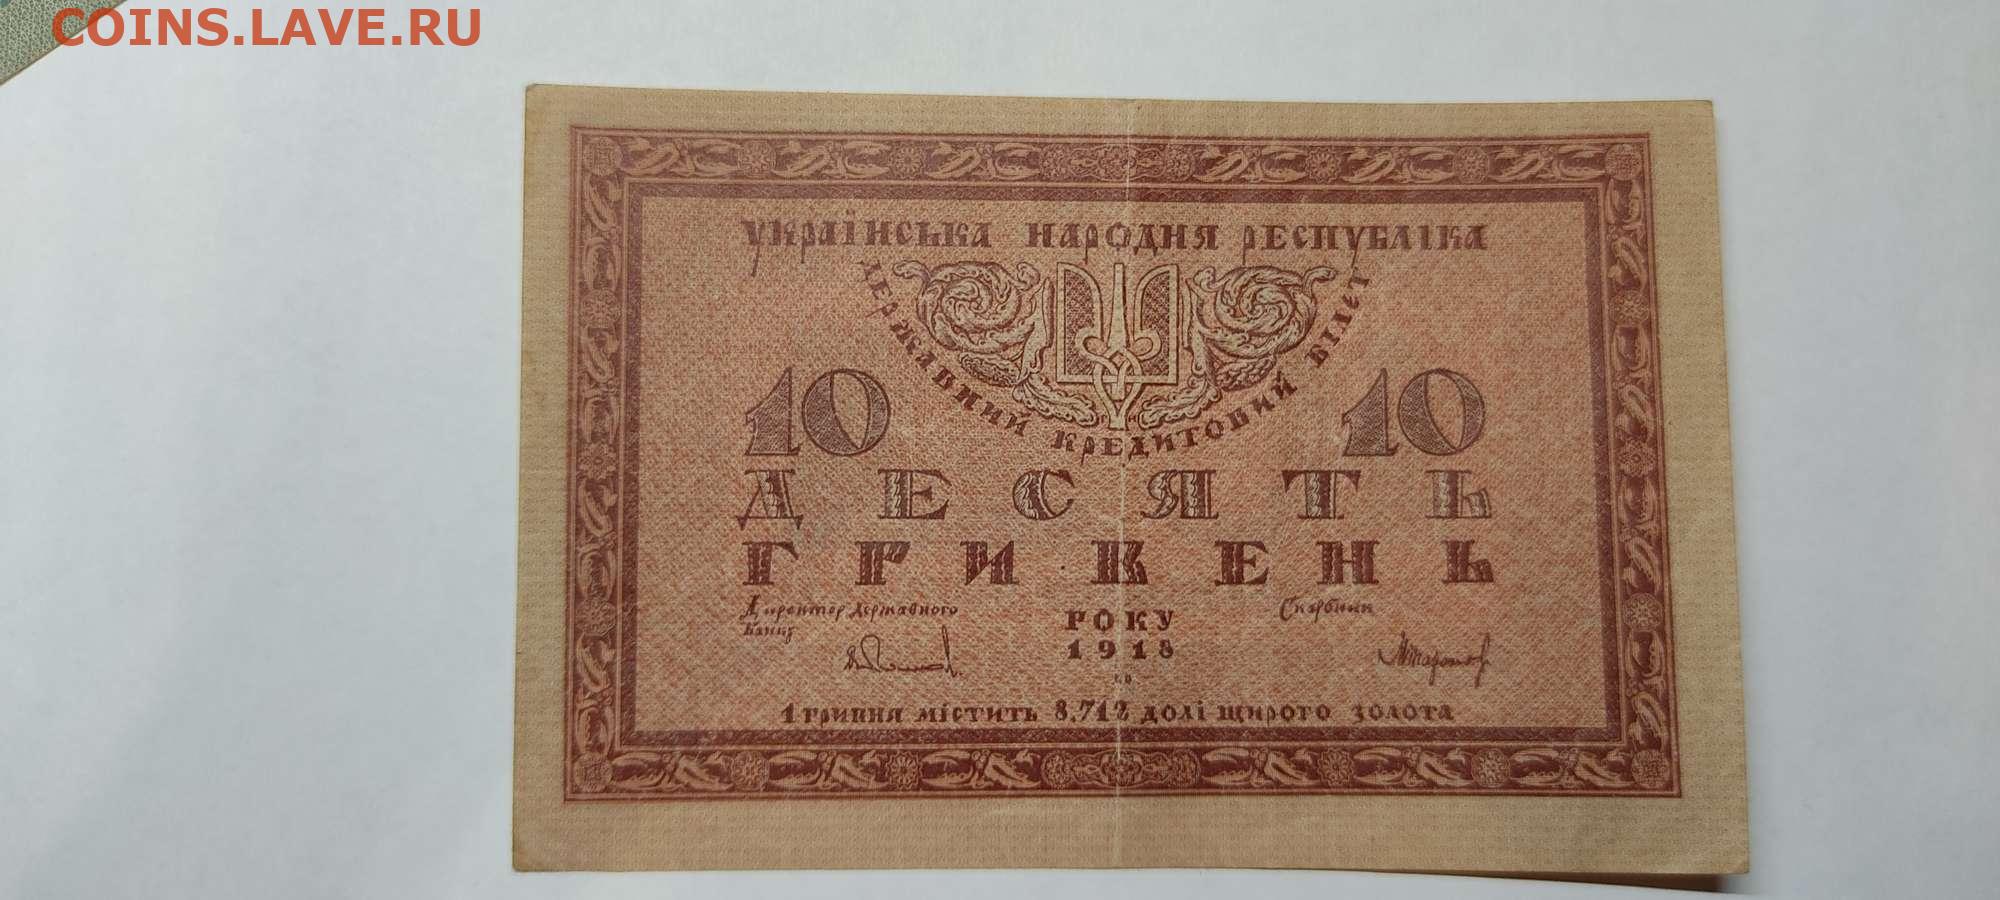 COINS.LAVE.RU
УКРАЇНСЬКА НАРОДНЯ РЕСПУБЛІКА
ДЕРЖАВНИЙ КРЕДИТОВИЙ БІЛЕТ
10 10
ДЕСЯТЬ
ГРИВЕНЬ
Директор Державного Скарбник
Банку
РОКУ
1918
1 гривня містить 8,712 долі щирого золота